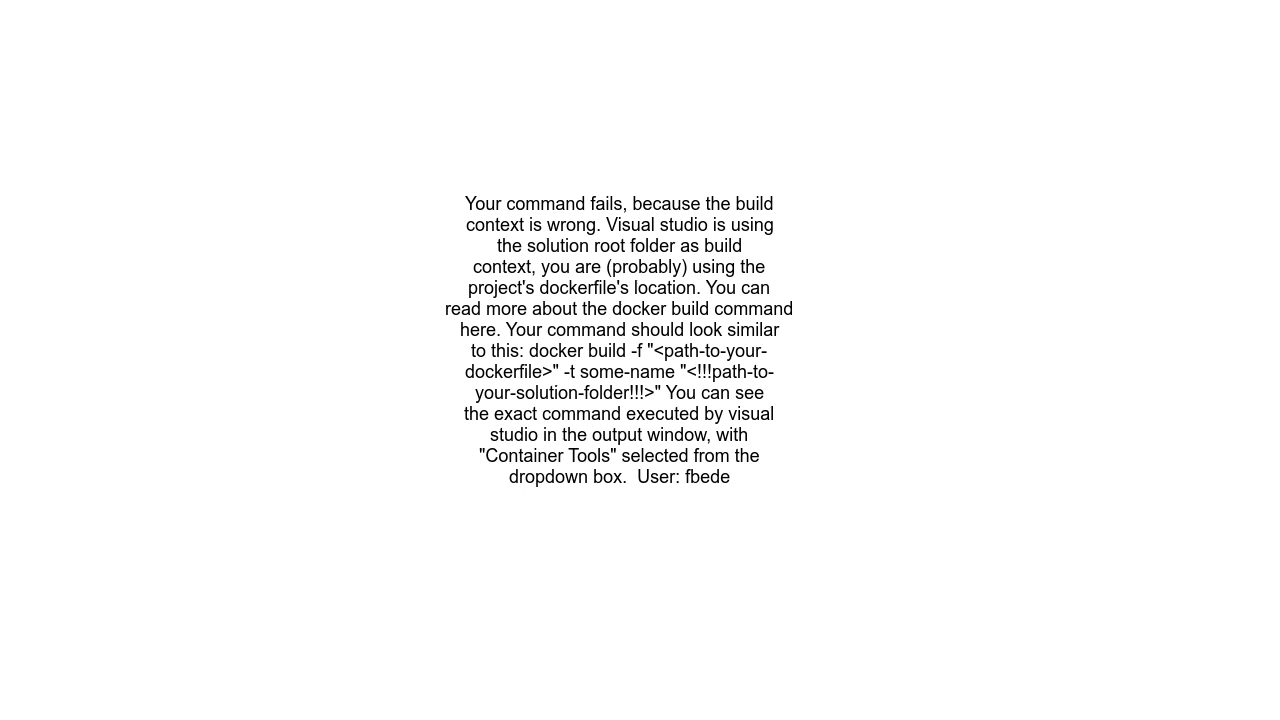 Your command fails, because the build
context is wrong. Visual studio is using
the solution root folder as build
context, you are (probably) using the
project's dockerfile's location. You can
read more about the docker build command
here. Your command should look similar
to this: docker build -f "<path-to-your-
dockerfile>" -t some-name "<!!!path-to-
your-solution-folder!!!>" You can see
the exact command executed by visual
studio in the output window, with
"Container Tools" selected from the
dropdown box.  User: fbede